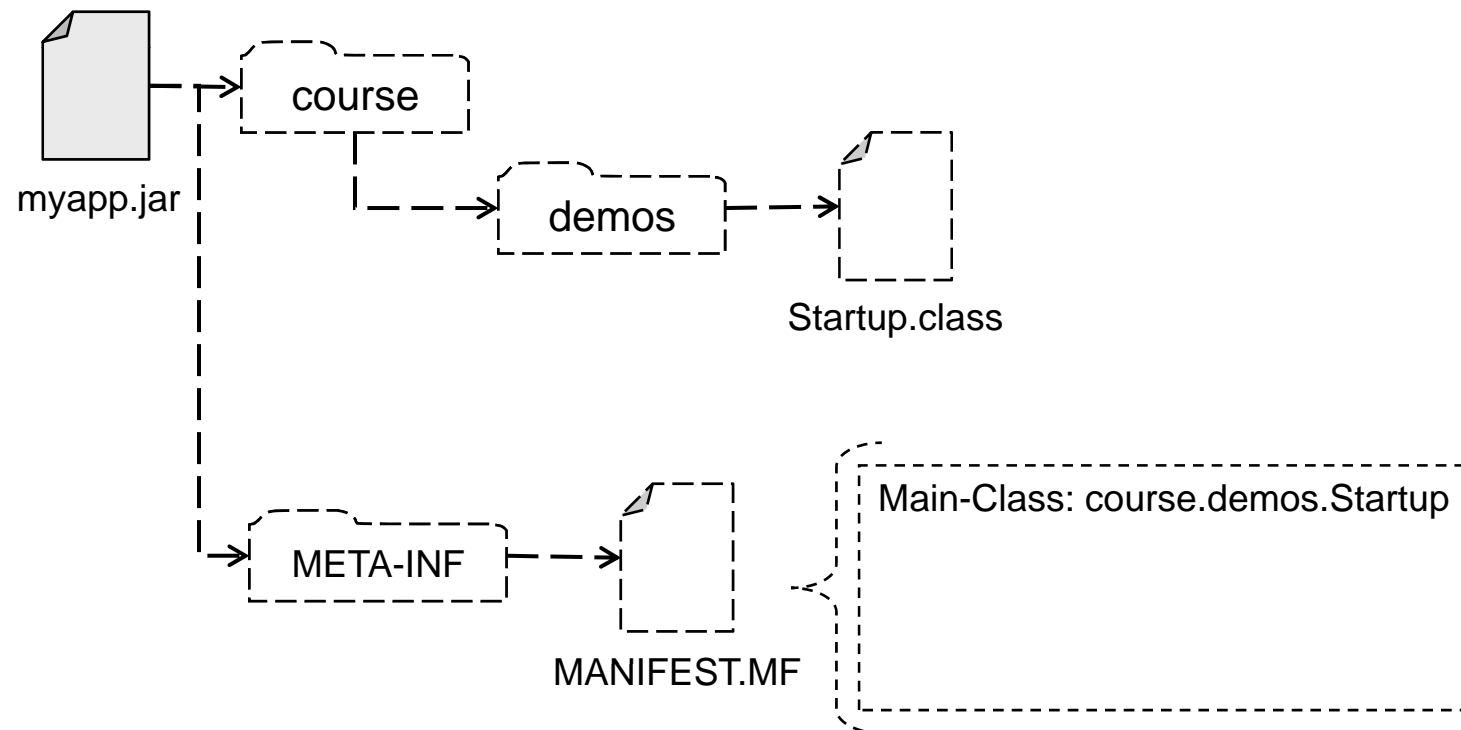 course
myapp.jar
demos
Startup.class
Main-Class: course.demos.Startup
META-INF
MANIFEST.MF